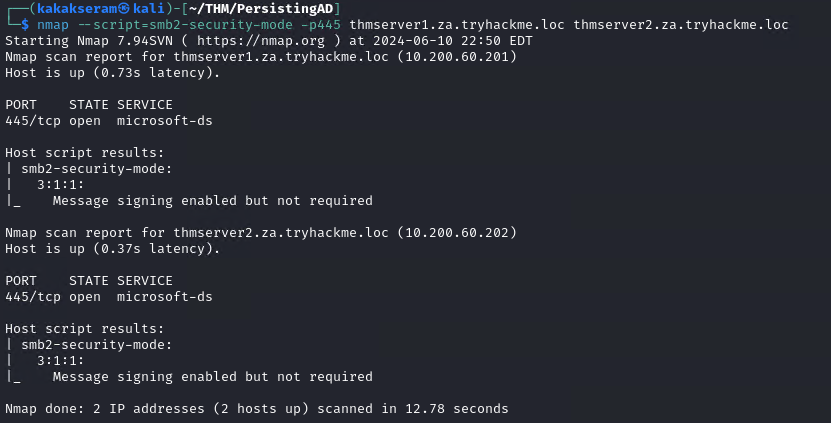 ┌──(kakakseram㉿kali)-[~/THM/PersistingAD]
└─$ nmap --script=smb2-security-mode -p445 thmserver1.za.tryhackme.loc thmserver2.za.tryhackme.loc
Starting Nmap 7.94SVN ( https://nmap.org ) at 2024-06-10 22:50 EDT
Nmap scan report for thmserver1.za.tryhackme.loc (10.200.60.201)
Host is up (0.73s latency).

PORT    STATE SERVICE
445/tcp open  microsoft-ds

Host script results:
| smb2-security-mode:
|   3:1:1:
|_    Message signing enabled but not required

Nmap scan report for thmserver2.za.tryhackme.loc (10.200.60.202)
Host is up (0.37s latency).

PORT    STATE SERVICE
445/tcp open  microsoft-ds

Host script results:
| smb2-security-mode:
|   3:1:1:
|_    Message signing enabled but not required

Nmap done: 2 IP addresses (2 hosts up) scanned in 12.78 seconds